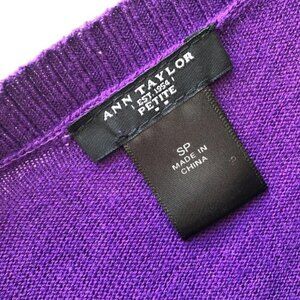 ANN TAYLOR
EST. 1954
PETITE
SP
MADE IN
CHINA